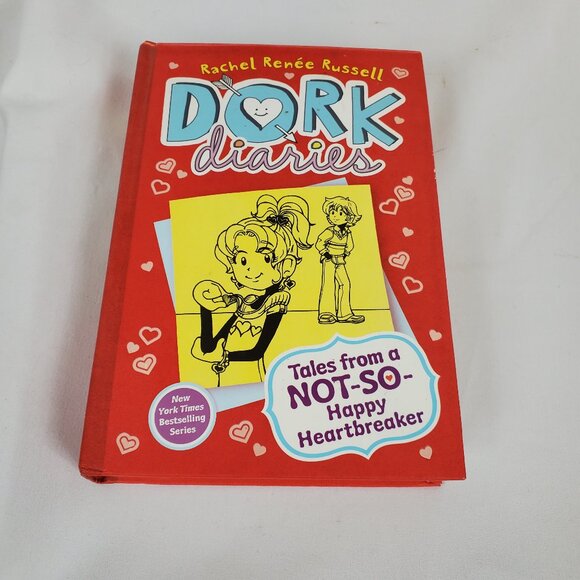 Rachel Renée Russell
DORK
diaries
Tales from a
NOT-SO-
Happy
Heartbreaker
New
York Times
Bestselling
Series